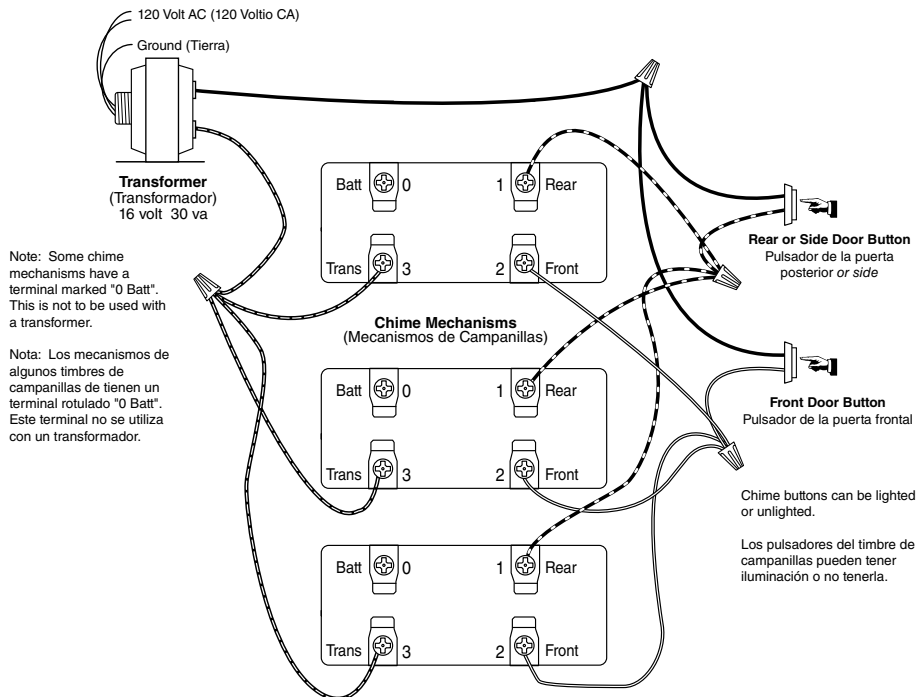 120 Volt AC (120 Voltio CA)
Ground (Tierra)
Transformer
(Transformador)
16 volt 30 va
Note: Some chime
mechanisms have a
terminal marked "0 Batt".
This is not to be used with
a transformer.
Nota: Los mecanismos de
algunos timbres de
campanillas de tienen un
terminal rotulado "0 Batt".
Este terminal no se utiliza
con un transformador.
Batt 0 1 Rear
Trans 3 2 Front
Chime Mechanisms
(Mecanismos de Campanillas)
Batt 0 1 Rear
Trans 3 2 Front
Batt 0 1 Rear
Trans 3 2 Front
Rear or Side Door Button
Pulsador de la puerta
posterior or side
Front Door Button
Pulsador de la puerta frontal
Chime buttons can be lighted
or unlighted.
Los pulsadores del timbre de
campanillas pueden tener
iluminación o no tenerla.